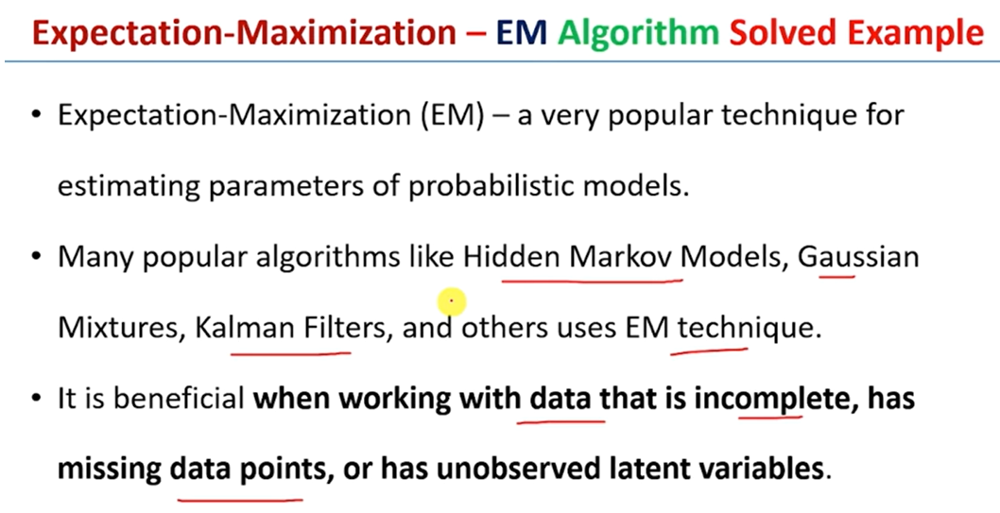 Expectation-Maximization – EM Algorithm Solved Example
• Expectation-Maximization (EM) – a very popular technique for
estimating parameters of probabilistic models.
• Many popular algorithms like Hidden Markov Models, Gaussian
Mixtures, Kalman Filters, and others uses EM technique.
• It is beneficial when working with data that is incomplete, has
missing data points, or has unobserved latent variables.